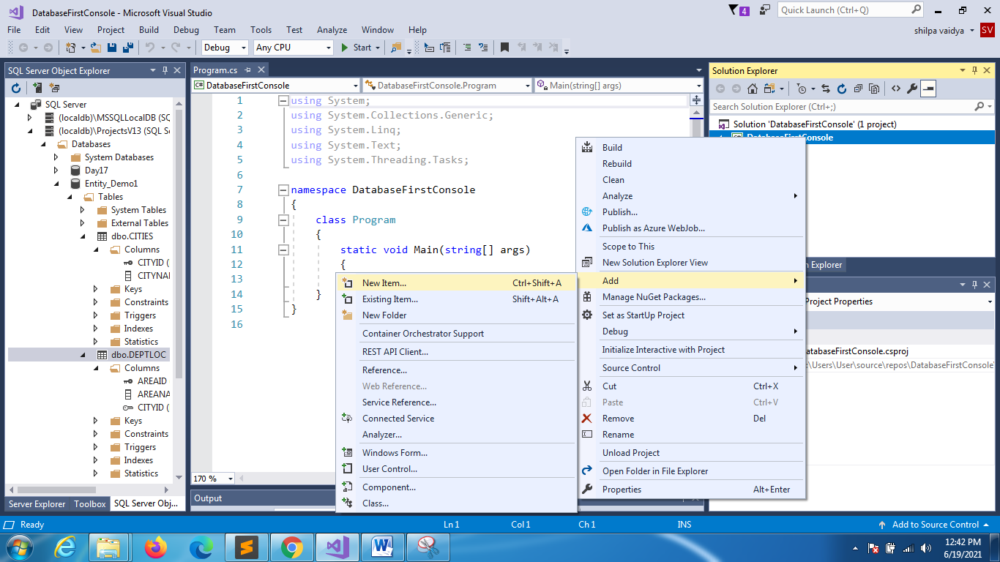 DatabaseFirstConsole - Microsoft Visual Studio
4
Quick Launch (Ctrl+Q)
File Edit View Project Build Debug Team Tools Test Analyze Window Help
shilpa vaidya SV
Debug Any CPU Start
SQL Server Object Explorer
SQL Server
(localdb)\MSSQLLocalDB (SQ
(localdb)\ProjectsV13 (SQL S
Databases
System Databases
Day17
Entity_Demo1
Tables
System Tables
External Tables
dbo.CITIES
Columns
CITYID (
CITYNA
Keys
Constraints
Triggers
Indexes
Statistics
dbo.DEPTLOC
Columns
AREAID
AREANA
CITYID (
Keys
Constraints
Triggers
Indexes
Statistics
Server Explorer Toolbox SQL Server Obj...
Program.cs
DatabaseFirstConsole DatabaseFirstConsole.Program Main(string[] args)
1 using System;
2 using System.Collections.Generic;
3 using System.Linq;
4 using System.Text;
5 using System.Threading.Tasks;
6
7 namespace DatabaseFirstConsole
8 {
9 class Program
10 {
11 static void Main(string[] args)
12 {
13
14 }
15 }
16
170 %
Output
New Item... Ctrl+Shift+A
Existing Item... Shift+Alt+A
New Folder
Container Orchestrator Support
REST API Client...
Reference...
Web Reference...
Service Reference...
Connected Service
Analyzer...
Windows Form...
User Control...
Component...
Class...
Build
Rebuild
Clean
Analyze
Publish...
Publish as Azure WebJob...
Scope to This
New Solution Explorer View
Add
Manage NuGet Packages...
Set as StartUp Project
Debug
Initialize Interactive with Project
Source Control
Cut Ctrl+X
Paste Ctrl+V
Remove Del
Rename
Unload Project
Open Folder in File Explorer
Properties Alt+Enter
Solution Explorer
Search Solution Explorer (Ctrl+;)
Solution 'DatabaseFirstConsole' (1 project)
DatabaseFirstConsole
Explorer
Project Properties
atabaseFirstConsole.csproj
:\Users\User\source\repos\DatabaseFirstConsole\
Ready Ln 1 Col 1 Ch 1 INS Add to Source Control
12:42 PM
6/19/2021